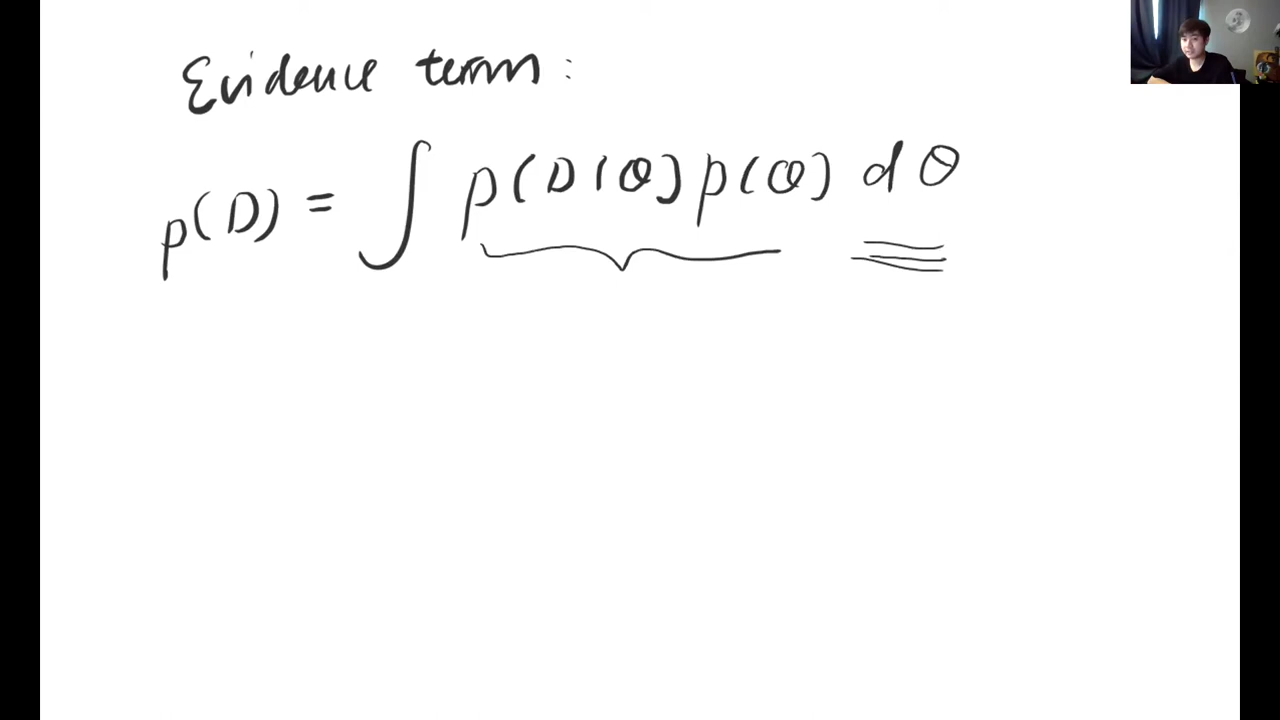 Evidence term :
p(D) = ∫ p(D|θ) p(θ) dθ